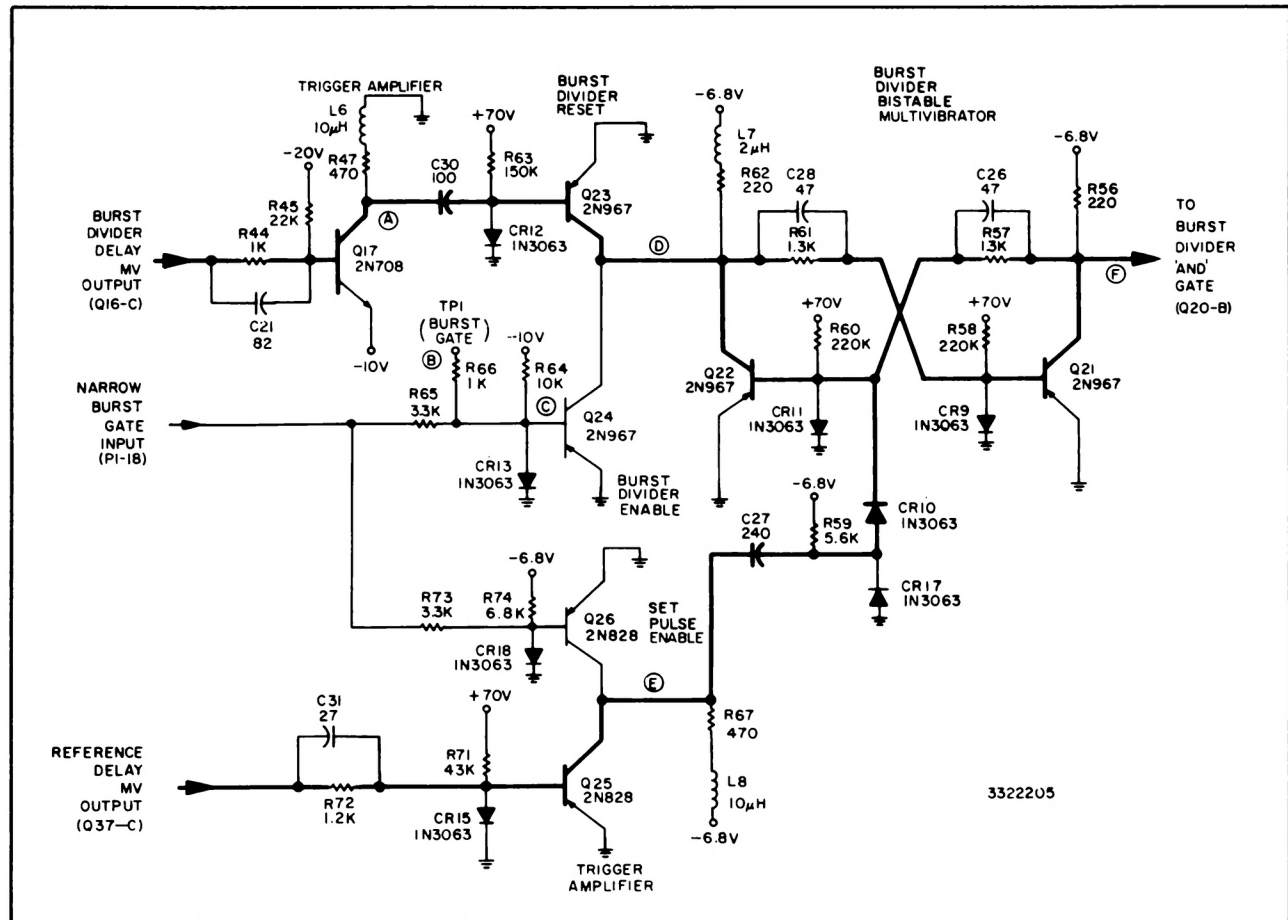 TRIGGER AMPLIFIER
L6
10µH
R47
470
-20V
R45
22K
R44
1K
C21
82
BURST
DIVIDER
DELAY
MV
OUTPUT
(Q16-C)
Q17
2N708
-10V
A
C30
100
+70V
R63
150K
CR12
1N3063
BURST
DIVIDER
RESET
Q23
2N967
D
-6.8V
L7
2µH
R62
220
C28
47
R61
1.3K
BURST
DIVIDER
BISTABLE
MULTIVIBRATOR
C26
47
R57
1.3K
-6.8V
R56
220
F
TO
BURST
DIVIDER
'AND'
GATE
(Q20-B)
+70V
R60
220K
Q22
2N967
CR11
1N3063
+70V
R58
220K
Q21
2N967
CR9
1N3063
NARROW
BURST
GATE
INPUT
(P1-18)
TP1
(BURST
GATE)
B
R66
1K
R65
3.3K
--10V
R64
10K
C
Q24
2N967
CR13
1N3063
BURST
DIVIDER
ENABLE
-6.8V
R59
5.6K
C27
240
CR10
1N3063
CR17
1N3063
R73
3.3K
-6.8V
R74
6.8K
Q26
2N828
CR18
1N3063
SET
PULSE
ENABLE
E
R67
470
L8
10µH
-6.8V
REFERENCE
DELAY
MV
OUTPUT
(Q37-C)
C31
27
R72
1.2K
+70V
R71
43K
CR15
1N3063
Q25
2N828
TRIGGER
AMPLIFIER
3322205